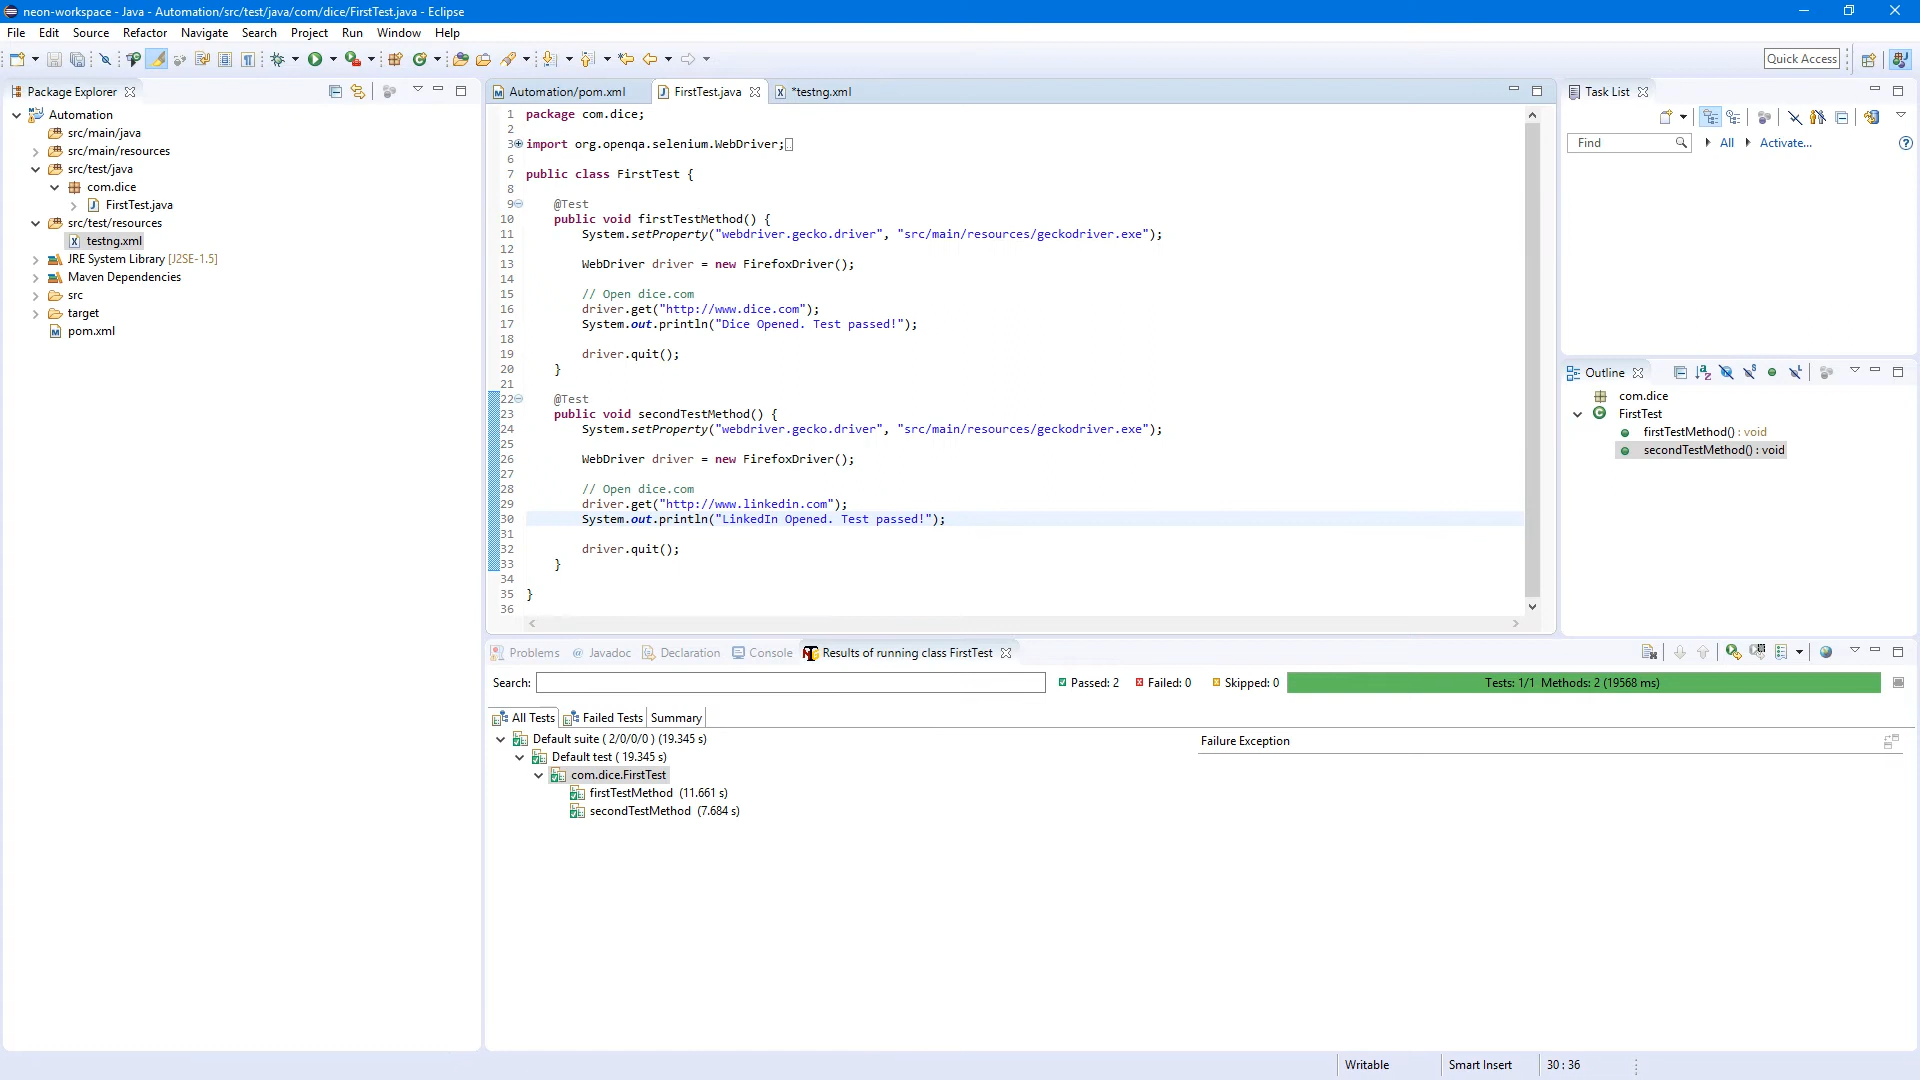 neon-workspace - Java - Automation/src/test/java/com/dice/FirstTest.java - Eclipse
File Edit Source Refactor Navigate Search Project Run Window Help
Quick Access
Package Explorer
Automation
src/main/java
src/main/resources
src/test/java
com.dice
FirstTest.java
src/test/resources
testng.xml
JRE System Library [J2SE-1.5]
Maven Dependencies
src
target
pom.xml
Automation/pom.xml FirstTest.java *testng.xml
1 package com.dice;
2
3 import org.openqa.selenium.WebDriver;
6
7 public class FirstTest {
8
9 @Test
10 public void firstTestMethod() {
11 System.setProperty("webdriver.gecko.driver", "src/main/resources/geckodriver.exe");
12
13 WebDriver driver = new FirefoxDriver();
14
15 // Open dice.com
16 driver.get("http://www.dice.com");
17 System.out.println("Dice Opened. Test passed!");
18
19 driver.quit();
20 }
21
22 @Test
23 public void secondTestMethod() {
24 System.setProperty("webdriver.gecko.driver", "src/main/resources/geckodriver.exe");
25
26 WebDriver driver = new FirefoxDriver();
27
28 // Open dice.com
29 driver.get("http://www.linkedin.com");
30 System.out.println("LinkedIn Opened. Test passed!");
31
32 driver.quit();
33 }
34
35 }
36
Task List
Find All Activate...
Outline
com.dice
FirstTest
firstTestMethod() : void
secondTestMethod() : void
Problems Javadoc Declaration Console Results of running class FirstTest
Search: Passed: 2 Failed: 0 Skipped: 0 Tests: 1/1 Methods: 2 (19568 ms)
All Tests Failed Tests Summary
Default suite ( 2/0/0/0 ) (19.345 s)
Default test ( 19.345 s)
com.dice.FirstTest
firstTestMethod (11.661 s)
secondTestMethod (7.684 s)
Failure Exception
Writable Smart Insert 30 : 36